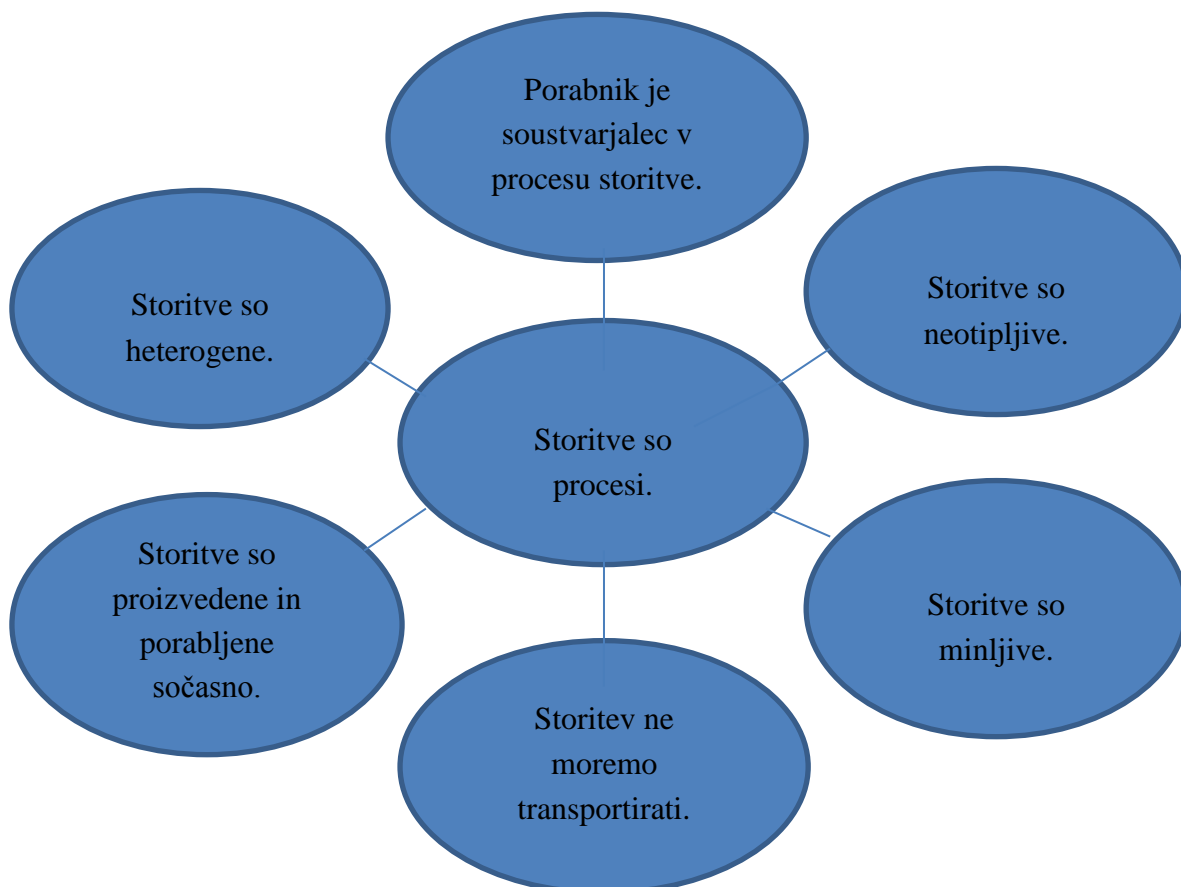 Porabnik je
soustvarjalec v
procesu storitve.
Storitve so
heterogene.
Storitve so
neotipljive.
Storitve so
procesi.
Storitve so
proizvedene in
porabljene
sočasno.
Storitve so
minljive.
Storitev ne
moremo
transportirati.